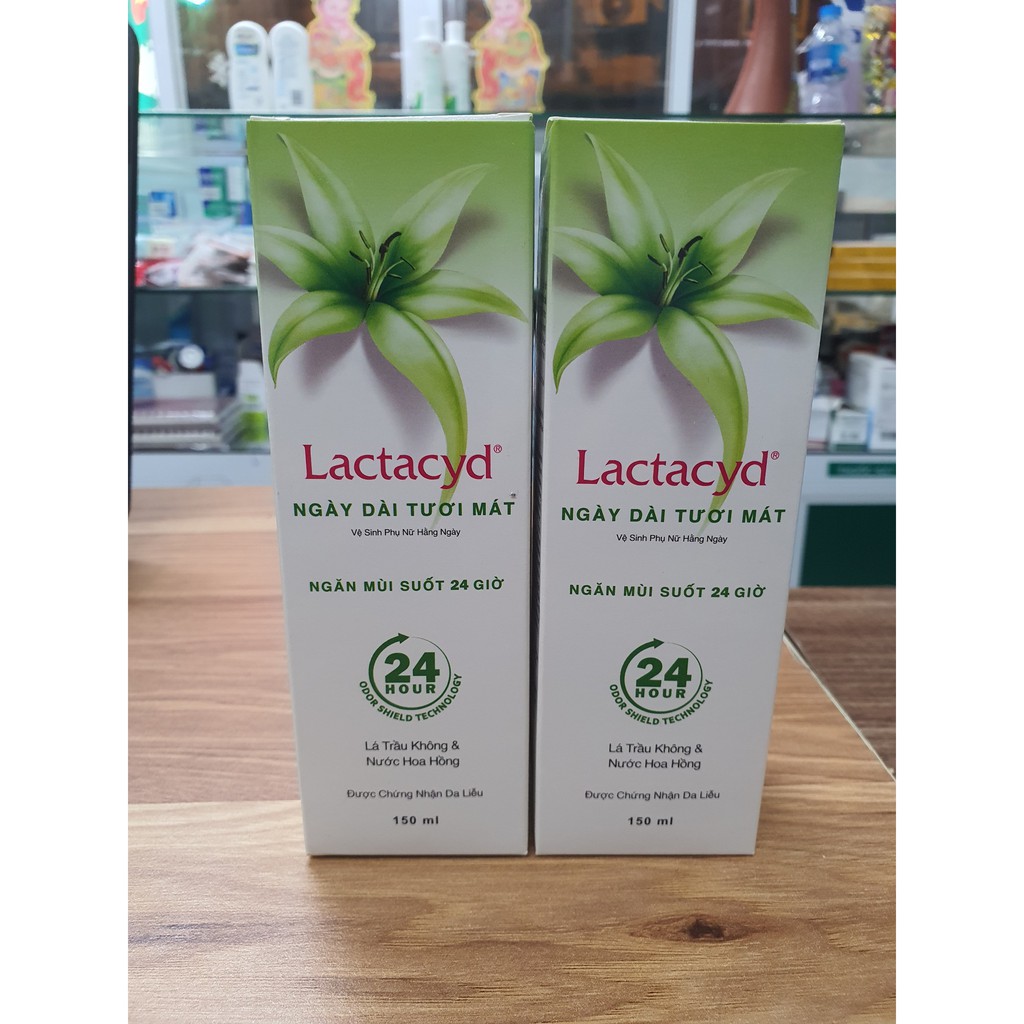 Lactacyd®
NGÀY DÀI TƯƠI MÁT
Vệ Sinh Phụ Nữ Hằng Ngày
NGĂN MÙI SUỐT 24 GIỜ
24
HOUR
ODOR SHIELD TECHNOLOGY
Lá Trầu Không &
Nước Hoa Hồng
Được Chứng Nhận Da Liễu
150 ml
Lactacyd®
NGÀY DÀI TƯƠI MÁT
Vệ Sinh Phụ Nữ Hằng Ngày
NGĂN MÙI SUỐT 24 GIỜ
24
HOUR
ODOR SHIELD TECHNOLOGY
Lá Trầu Không &
Nước Hoa Hồng
Được Chứng Nhận Da Liễu
150 ml